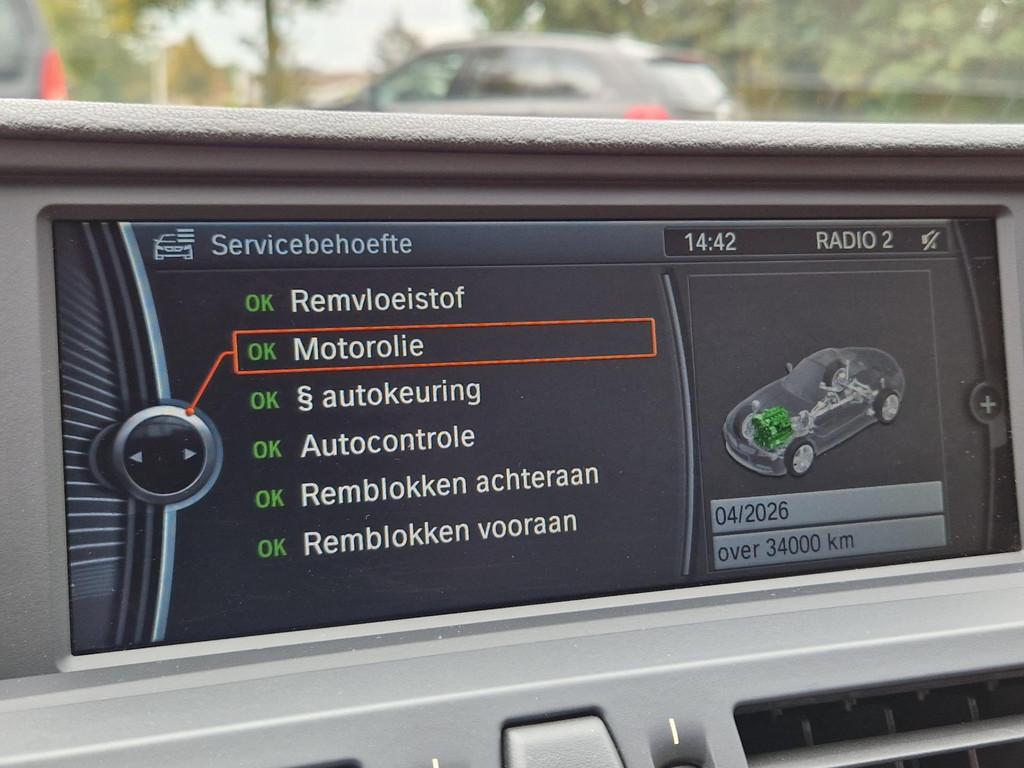 Servicebehoefte
14:42
RADIO 2
OK Remvloeistof
OK Motorolie
OK § autokeuring
OK Autocontrole
OK Remblokken achteraan
OK Remblokken vooraan
04/2026
over 34000 km